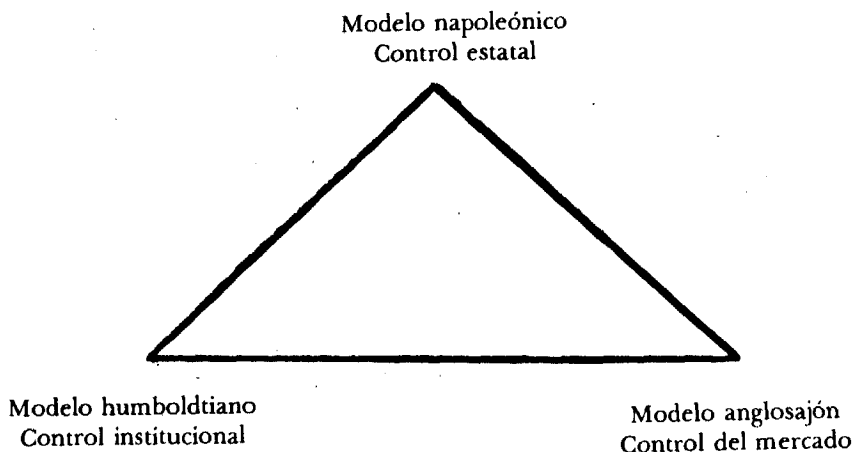 Modelo napoleónico
Control estatal
Modelo humboldtiano
Control institucional
Modelo anglosajón
Control del mercado